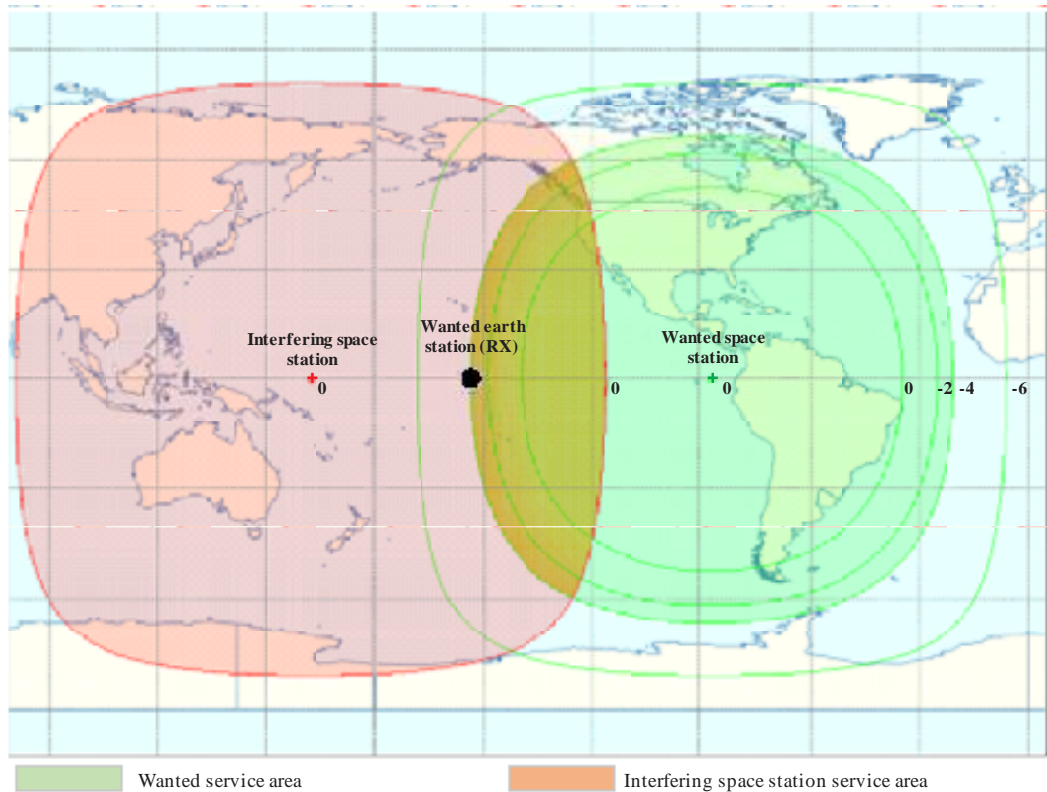 Interfering space
station
0
Wanted earth
station (RX)
0
Wanted space
station
0
0 -2 -4 -6
Wanted service area
Interfering space station service area